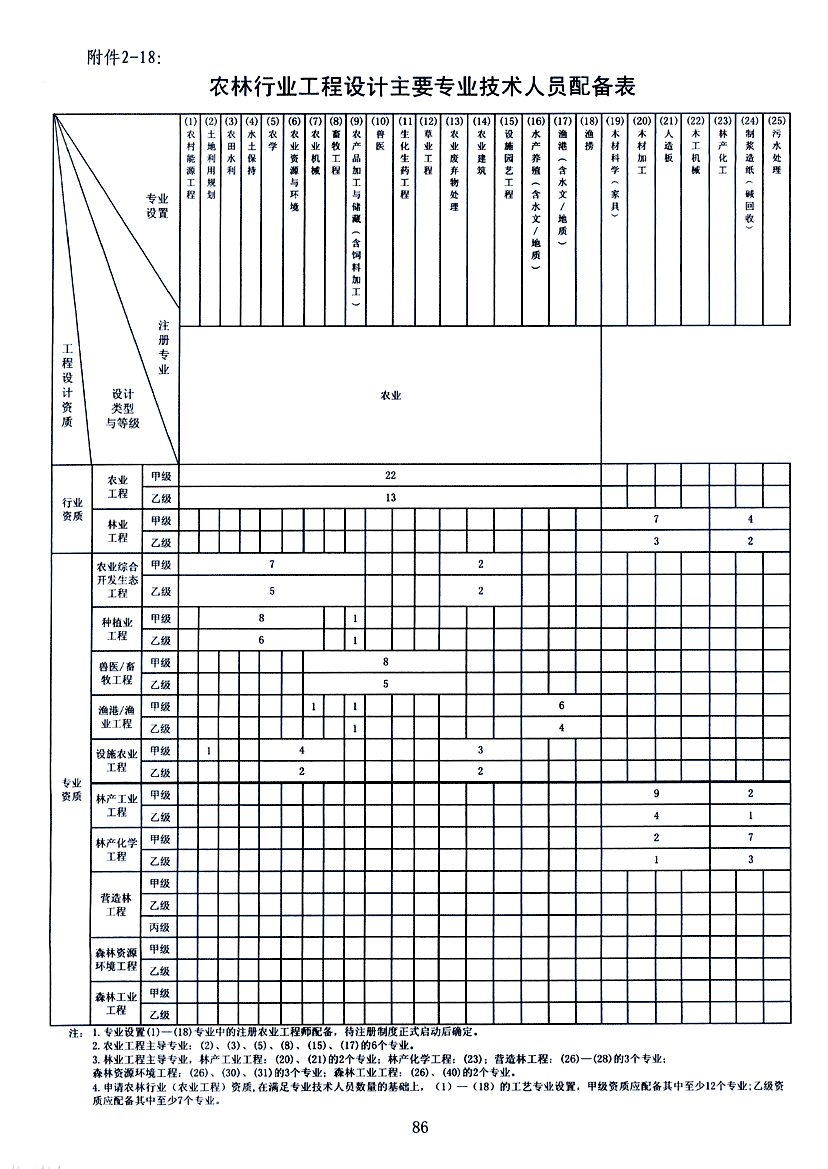 附件2-18:
农林行业工程设计主要专业技术人员配备表
专业设置
注册专业
设计类型与等级
工程设计资质
(1)农村能源工程
(2)土地利用规划
(3)农田水利
(4)水土保持
(5)农学
(6)农业资源与环境
(7)农业机械
(8)畜牧工程
(9)农产品加工与储藏(含饲料加工)
(10)兽医
(11)生化生药工程
(12)草业工程
(13)农业废弃物处理
(14)农业建筑
(15)设施园艺工程
(16)水产养殖(含水文/地质)
(17)渔港(含水文/地质)
(18)渔捞
(19)木材科学(家具)
(20)木材加工
(21)人造板
(22)木工机械
(23)林产化工
(24)制浆造纸(碱回收)
(25)污水处理
农业
行业资质
农业工程 甲级 22
乙级 13
林业工程 甲级 7 4
乙级 3 2
专业资质
农业综合开发生态工程 甲级 7 2
乙级 5 2
种植业工程 甲级 8 1
乙级 6 1
兽医/畜牧工程 甲级 8
乙级 5
渔港/渔业工程 甲级 1 1 6
乙级 1 4
设施农业工程 甲级 1 4 3
乙级 2 2
林产工业工程 甲级 9 2
乙级 4 1
林产化学工程 甲级 2 7
乙级 1 3
营造林工程 甲级
乙级
丙级
森林资源环境工程 甲级
乙级
森林工业工程 甲级
乙级
注: 1.专业设置(1)—(18)专业中的注册农业工程师配备,待注册制度正式启动后确定。
2.农业工程主导专业:(2)、(3)、(5)、(8)、(15)、(17)的6个专业。
3.林业工程主导专业,林产工业工程:(20)、(21)的2个专业;林产化学工程:(23);营造林工程:(26)—(28)的3个专业;
森林资源环境工程:(26)、(30)、(31)的3个专业;森林工业工程:(26)、(40)的2个专业。
4.申请农林行业(农业工程)资质,在满足专业技术人员数量的基础上,(1)—(18)的工艺专业设置,甲级资质应配备其中至少12个专业;乙级资
质应配备其中至少7个专业。
86